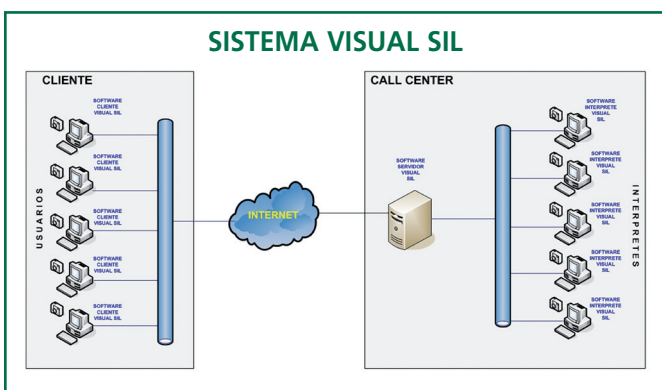 SISTEMA VISUAL SIL
CLIENTE
SOFTWARE
CLIENTE
VISUAL SIL
SOFTWARE
CLIENTE
VISUAL SIL
SOFTWARE
CLIENTE
VISUAL SIL
SOFTWARE
CLIENTE
VISUAL SIL
SOFTWARE
CLIENTE
VISUAL SIL
USUARIOS
INTERNET
CALL CENTER
SOFTWARE
SERVIDOR
VISUAL
SIL
SOFTWARE
INTERPRETE
VISUAL
SIL
SOFTWARE
INTERPRETE
VISUAL
SIL
SOFTWARE
INTERPRETE
VISUAL
SIL
SOFTWARE
INTERPRETE
VISUAL
SIL
SOFTWARE
INTERPRETE
VISUAL
SIL
INTERPRETES